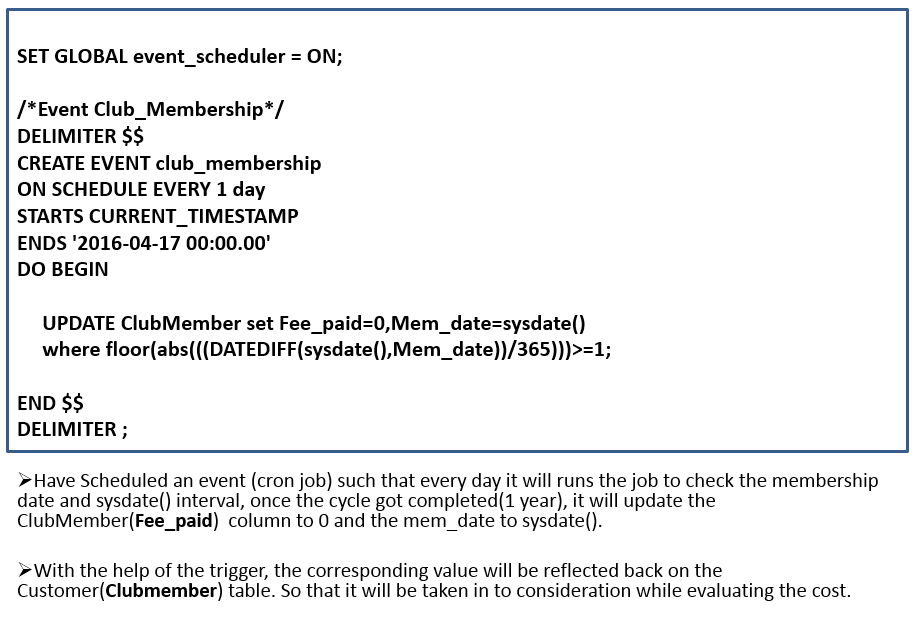 SET GLOBAL event_scheduler = ON;
/*Event Club_Membership*/
DELIMITER $$
CREATE EVENT club_membership
ON SCHEDULE EVERY 1 day
STARTS CURRENT_TIMESTAMP
ENDS '2016-04-17 00:00.00'
DO BEGIN
UPDATE ClubMember set Fee_paid=0,Mem_date=sysdate()
where floor(abs(((DATEDIFF(sysdate(),Mem_date))/365)))>=1;
END $$
DELIMITER ;
➢Have Scheduled an event (cron job) such that every day it will runs the job to check the membership
date and sysdate() interval, once the cycle got completed(1 year), it will update the
ClubMember(Fee_paid) column to 0 and the mem_date to sysdate().
➢With the help of the trigger, the corresponding value will be reflected back on the
Customer(Clubmember) table. So that it will be taken in to consideration while evaluating the cost.